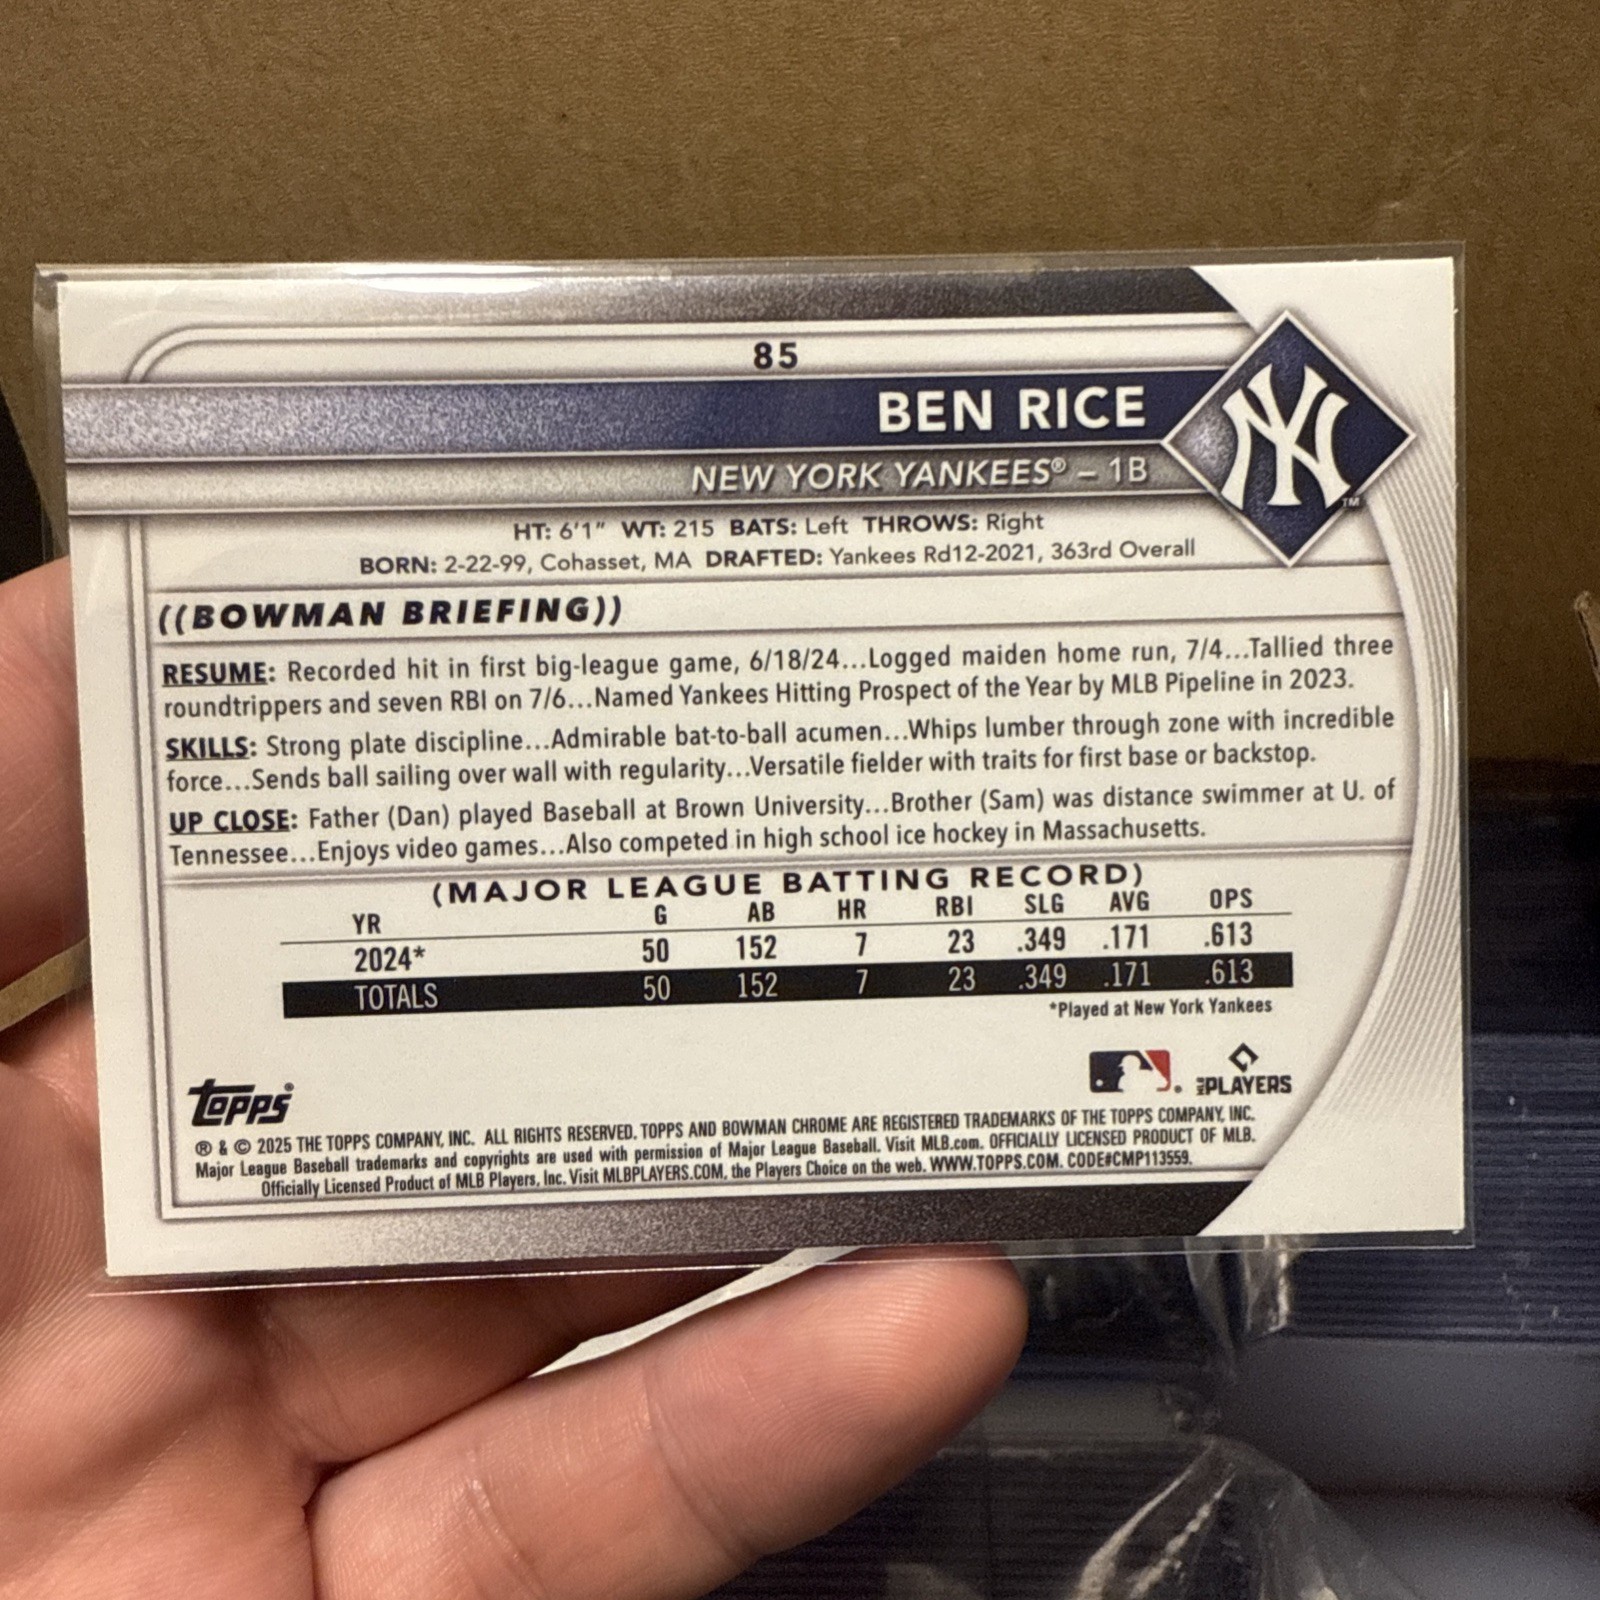 85
BEN RICE
NEW YORK YANKEES® – 1B
NY
TM
HT: 6'1" WT: 215 BATS: Left THROWS: Right
BORN: 2-22-99, Cohasset, MA DRAFTED: Yankees Rd12-2021, 363rd Overall
((BOWMAN BRIEFING))
RESUME: Recorded hit in first big-league game, 6/18/24...Logged maiden home run, 7/4...Tallied three
roundtrippers and seven RBI on 7/6...Named Yankees Hitting Prospect of the Year by MLB Pipeline in 2023.
SKILLS: Strong plate discipline...Admirable bat-to-ball acumen...Whips lumber through zone with incredible
force...Sends ball sailing over wall with regularity...Versatile fielder with traits for first base or backstop.
UP CLOSE: Father (Dan) played Baseball at Brown University...Brother (Sam) was distance swimmer at U. of
Tennessee...Enjoys video games...Also competed in high school ice hockey in Massachusetts.
(MAJOR LEAGUE BATTING RECORD)
YR G AB HR RBI SLG AVG OPS
2024* 50 152 7 23 .349 .171 .613
TOTALS 50 152 7 23 .349 .171 .613
*Played at New York Yankees
Topps®
MLB PLAYERS
® & © 2025 THE TOPPS COMPANY, INC. ALL RIGHTS RESERVED. TOPPS AND BOWMAN CHROME ARE REGISTERED TRADEMARKS OF THE TOPPS COMPANY, INC.
Major League Baseball trademarks and copyrights are used with permission of Major League Baseball. Visit MLB.com. OFFICIALLY LICENSED PRODUCT OF MLB.
Officially Licensed Product of MLB Players, Inc. Visit MLBPLAYERS.COM, the Players Choice on the web. WWW.TOPPS.COM. CODE#CMP113559.